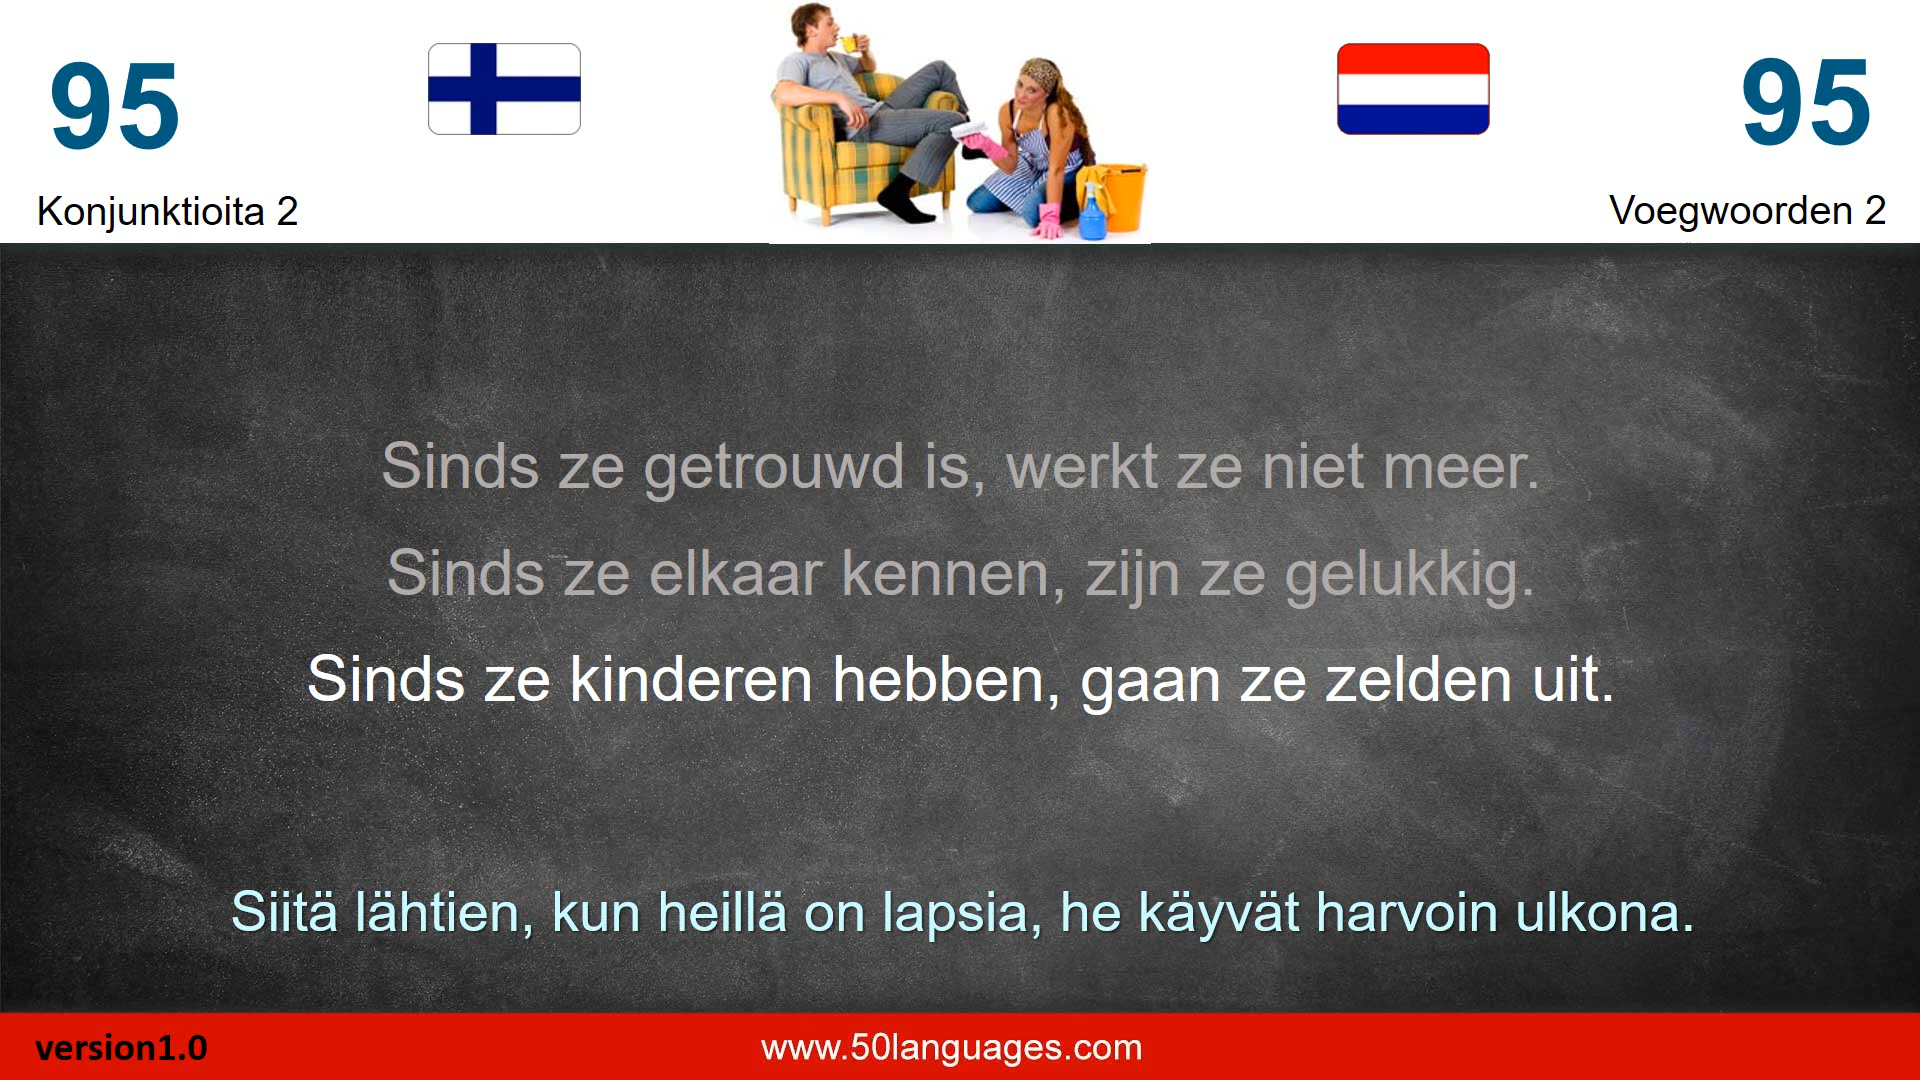 95
95
Konjunktioita 2
Voegwoorden 2
Sinds ze getrouwd is, werkt ze niet meer.
Sinds ze elkaar kennen, zijn ze gelukkig.
Sinds ze kinderen hebben, gaan ze zelden uit.
Siitä lähtien, kun heillä on lapsia, he käyvät harvoin ulkona.
version1.0
www.50languages.com